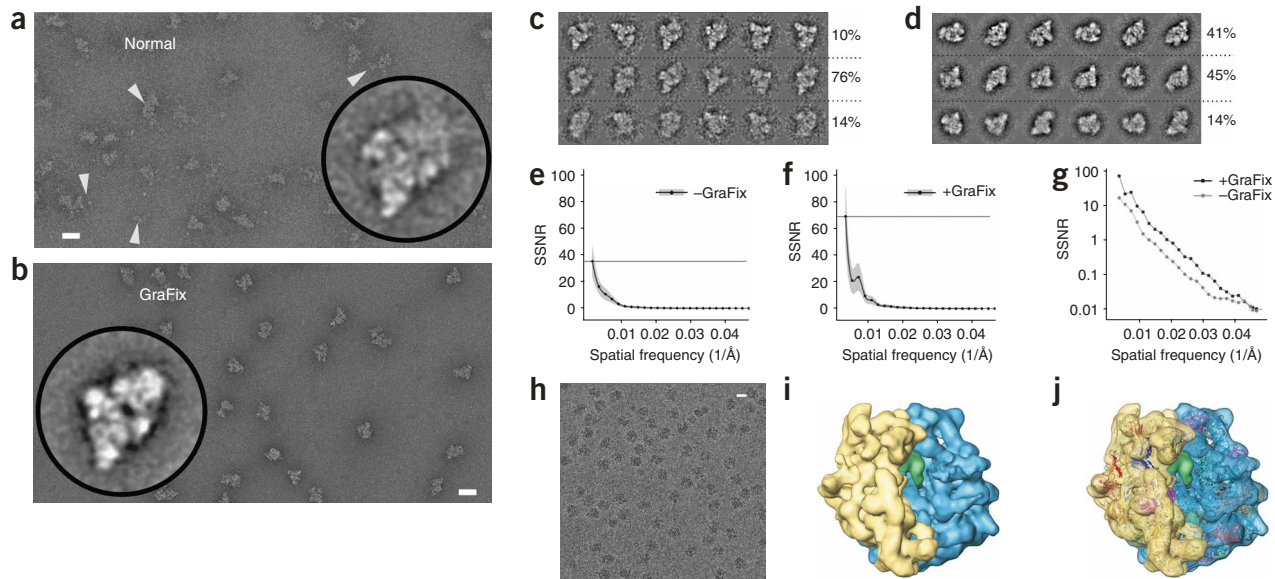 a
Normal
b
GraFix
c
10%
76%
14%
d
41%
45%
14%
e
100
80
60
40
20
0
SSNR
–GraFix
0.01 0.02 0.03 0.04
Spatial frequency (1/Å)
f
100
80
60
40
20
0
SSNR
+GraFix
0.01 0.02 0.03 0.04
Spatial frequency (1/Å)
g
100
10
1
0.1
0.01
SSNR
+GraFix
–GraFix
0.01 0.02 0.03 0.04
Spatial frequency (1/Å)
h
i
j